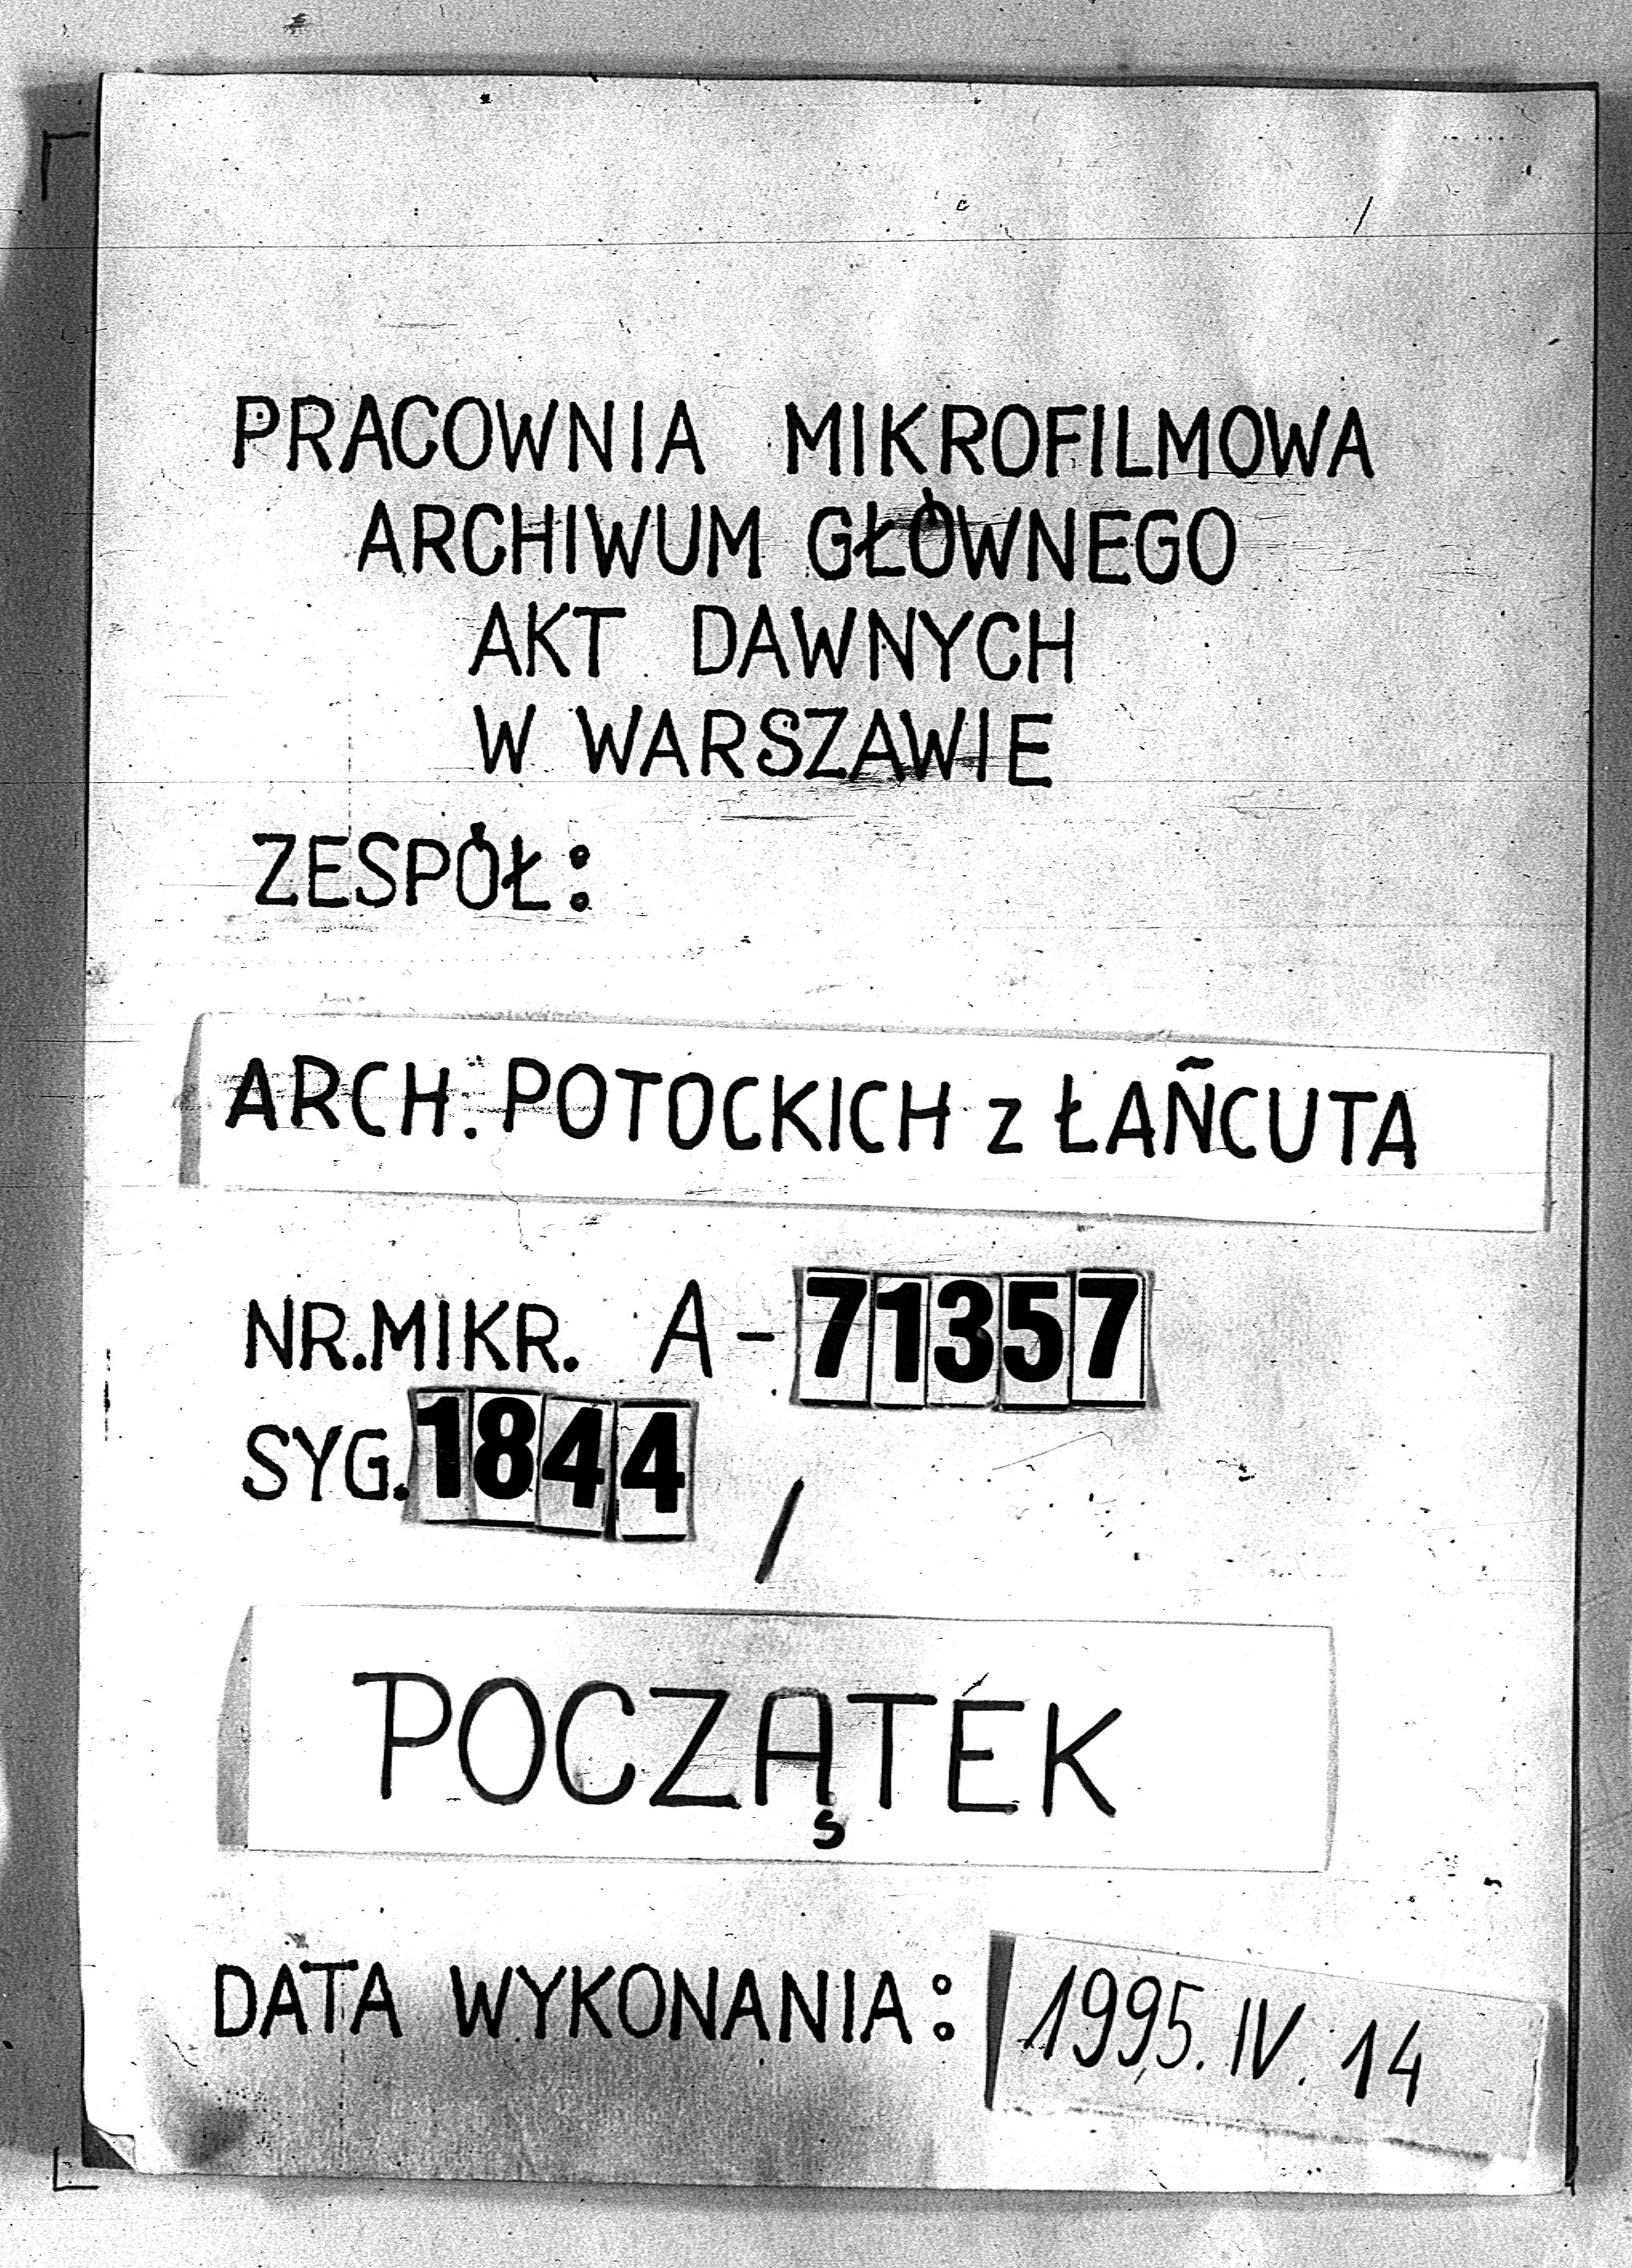 PRACOWNIA MIKROFILMOWA
ARCHIWUM GŁÓWNEGO
AKT DAWNYCH
W WARSZAWIE
ZESPÓŁ:
ARCH. POTOCKICH z ŁAŃCUTA
NR.MIKR. A-71357
SYG. 1844 /
POCZĄTEK
DATA WYKONANIA: 1995.IV.14